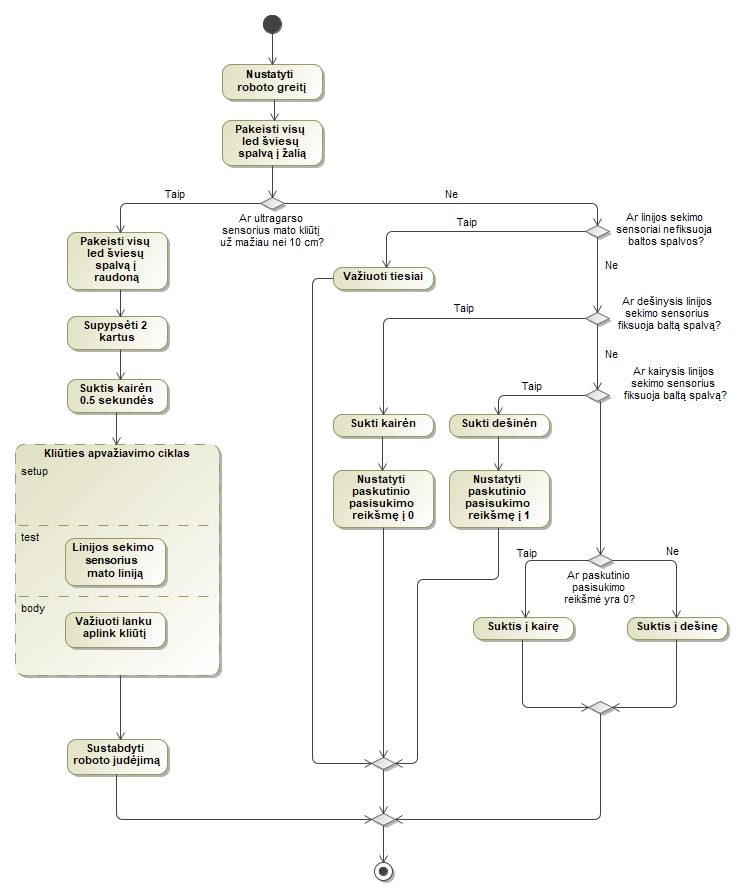 Nustatyti
roboto greitį
Pakeisti visų
led šviesų
spalvą į žalią
Taip
Ne
Ar ultragarso
sensorius mato kliūtį
už mažiau nei 10 cm?
Pakeisti visų
led šviesų
spalvą į
raudoną
Supypsėti 2
kartus
Suktis kairėn
0.5 sekundės
Kliūties apvažiavimo ciklas
setup
test
Linijos sekimo
sensorius
mato liniją
body
Važiuoti lanku
aplink kliūtį
Sustabdyti
roboto judėjimą
Ar linijos sekimo
sensoriai nefiksuoja
baltos spalvos?
Taip
Ne
Važiuoti tiesiai
Ar dešinysis linijos
sekimo sensorius
fiksuoja baltą spalvą?
Taip
Ne
Ar kairysis linijos
sekimo sensorius
fiksuoja baltą spalvą?
Taip
Sukti kairėn
Sukti dešinėn
Nustatyti
paskutinio
pasisukimo
reikšmę į 0
Nustatyti
paskutinio
pasisukimo
reikšmę į 1
Taip
Ne
Ar paskutinio
pasisukimo
reikšmė yra 0?
Suktis į kairę
Suktis į dešinę